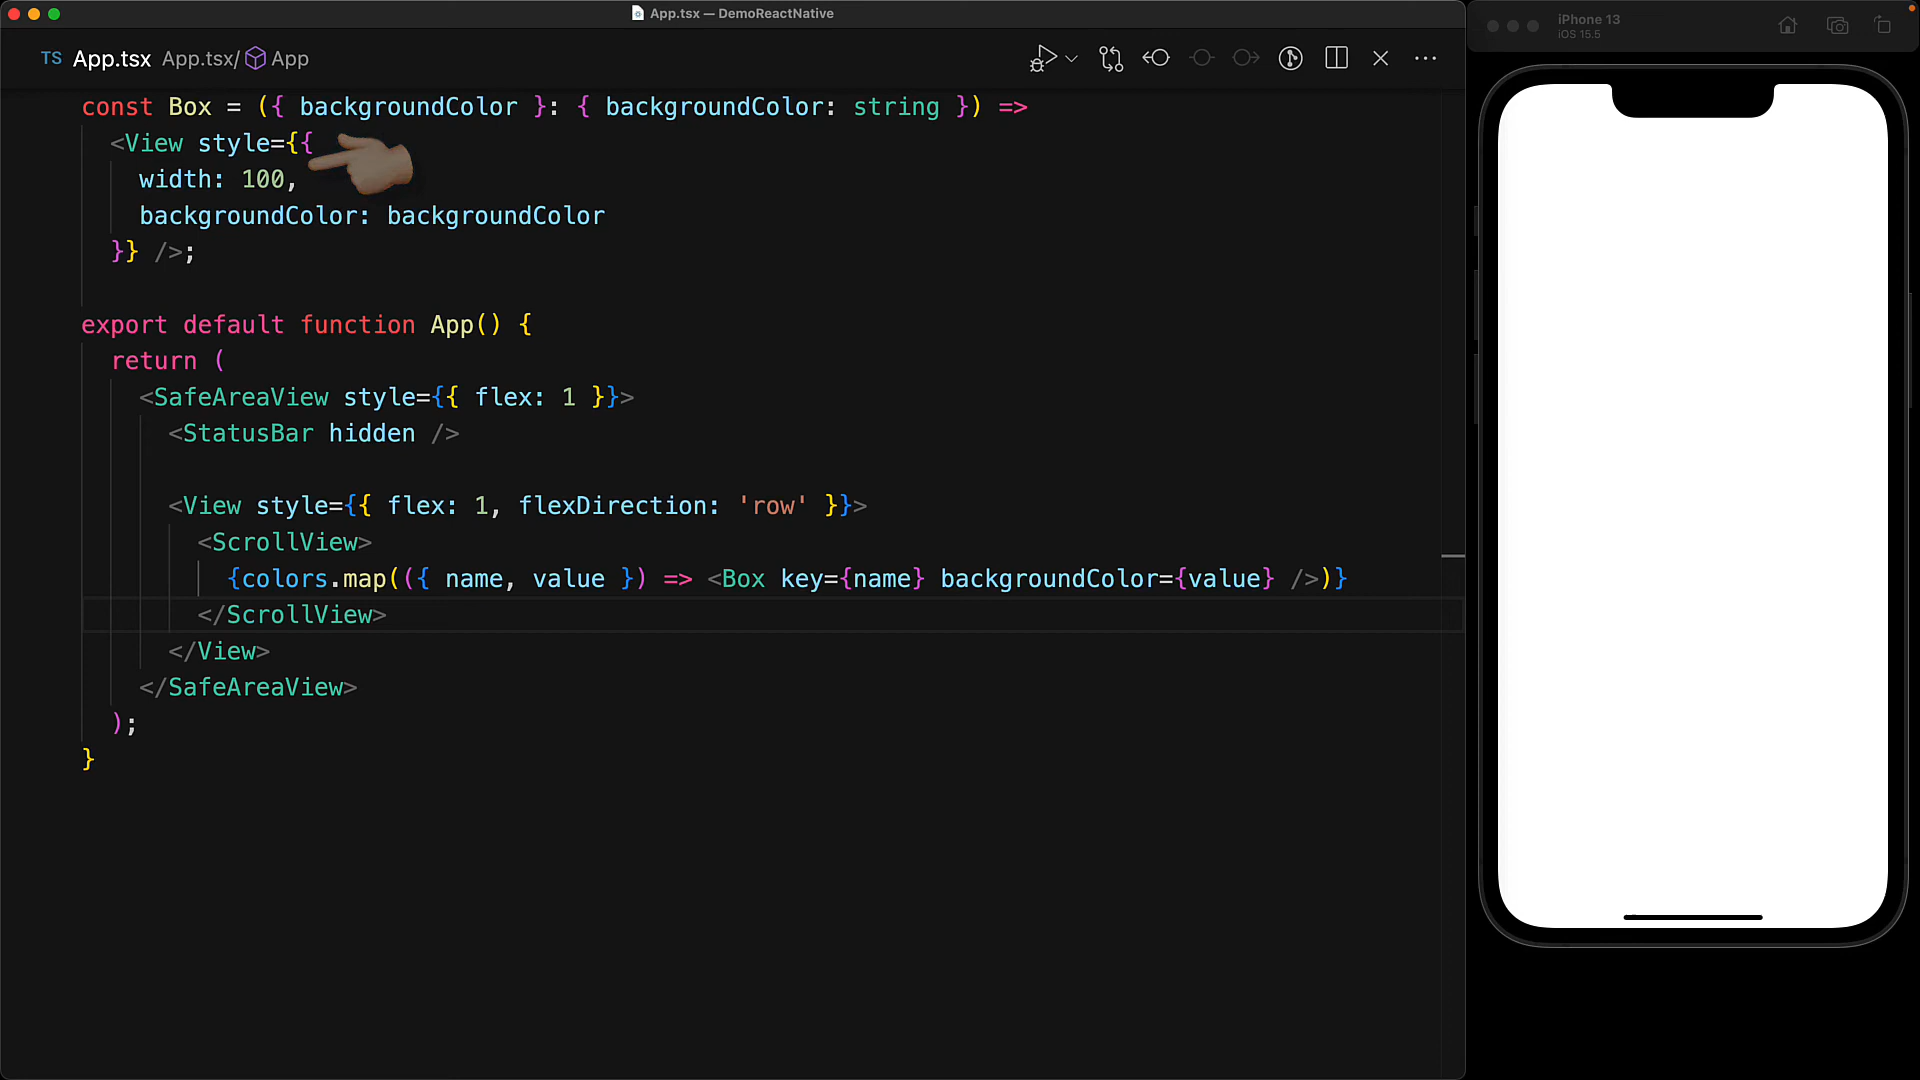 App.tsx — DemoReactNative
TS App.tsx App.tsx/ App
const Box = ({ backgroundColor }: { backgroundColor: string }) =>
<View style={{
width: 100,
backgroundColor: backgroundColor
}} />;
export default function App() {
return (
<SafeAreaView style={{ flex: 1 }}>
<StatusBar hidden />
<View style={{ flex: 1, flexDirection: 'row' }}>
<ScrollView>
{colors.map(({ name, value }) => <Box key={name} backgroundColor={value} />)}
</ScrollView>
</View>
</SafeAreaView>
);
}
iPhone 13
iOS 15.5